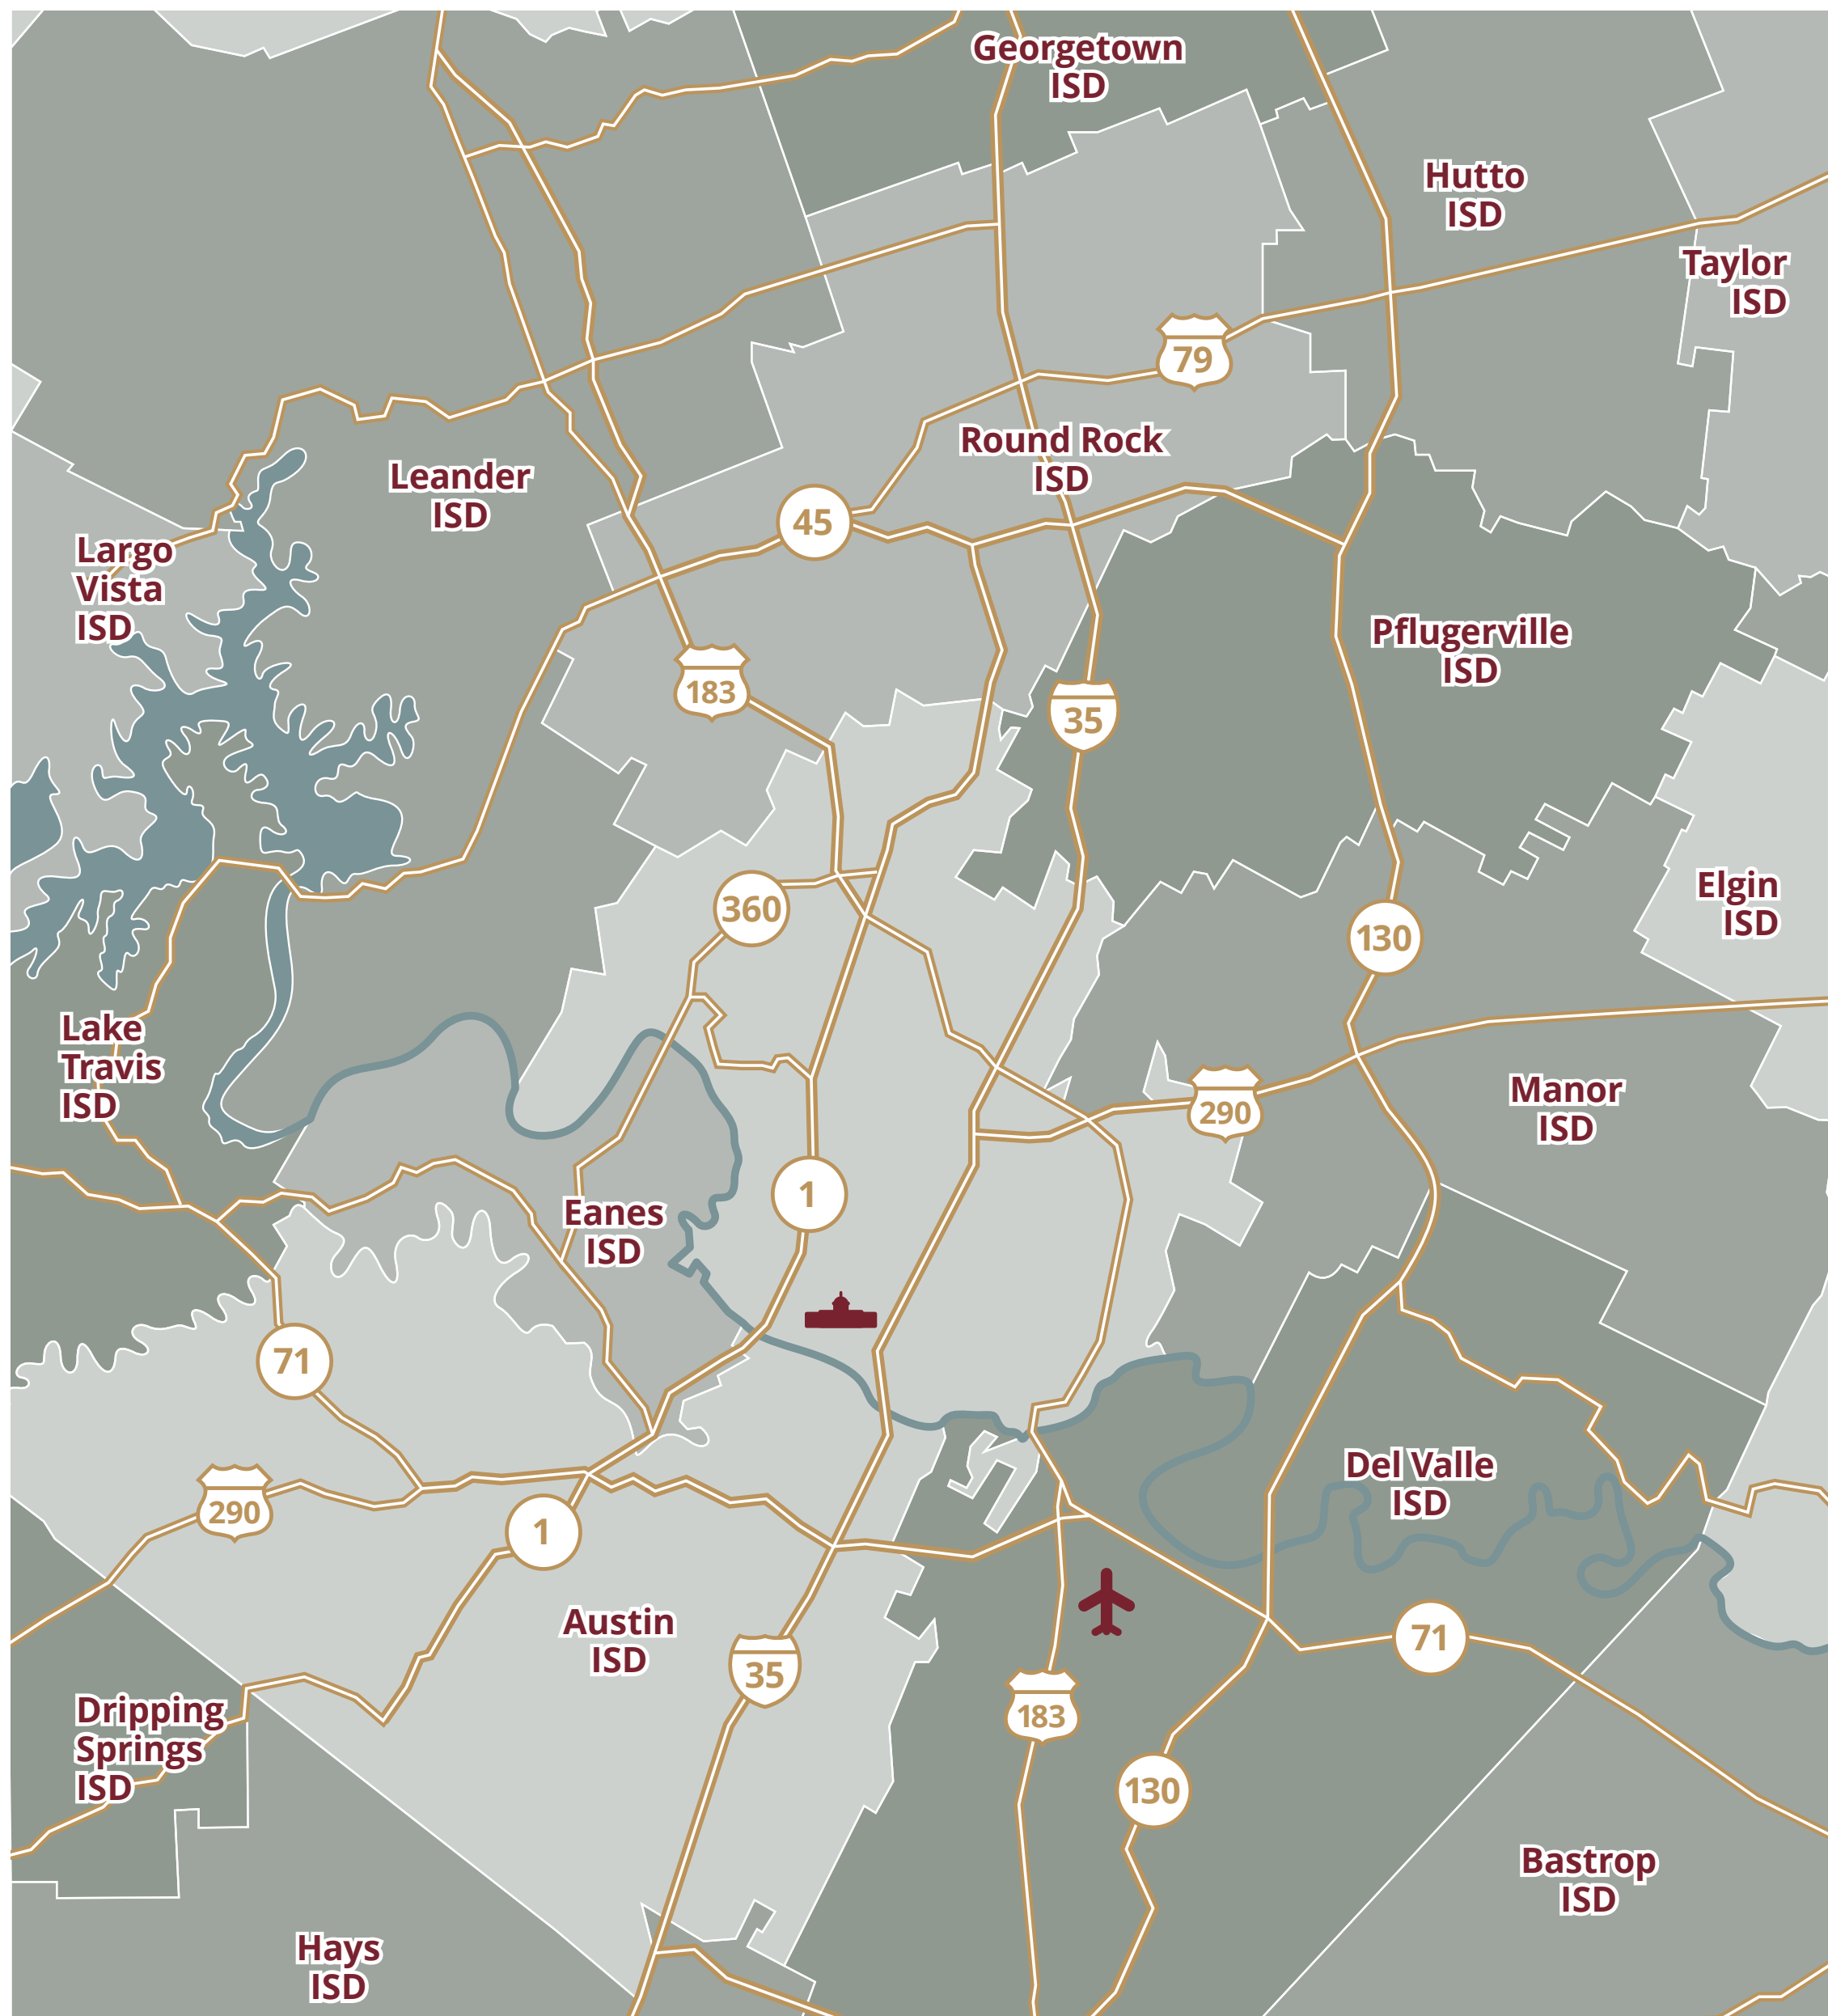 Georgetown
ISD
Hutto
ISD
Taylor
ISD
79
Round Rock
ISD
Leander
ISD
45
Largo
Vista
ISD
Pflugerville
ISD
183
35
Elgin
ISD
360
130
Lake
Travis
ISD
Manor
ISD
290
1
Eanes
ISD
71
Del Valle
ISD
290
1
Austin
ISD
35
71
183
Dripping
Springs
ISD
130
Bastrop
ISD
Hays
ISD